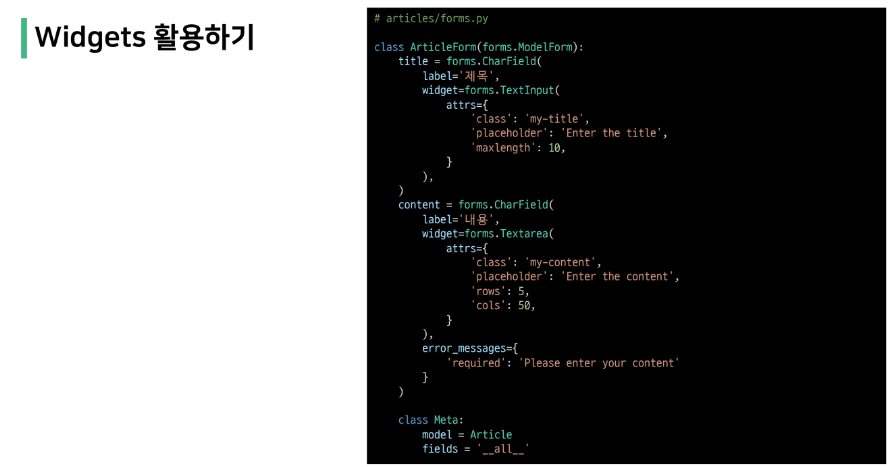 Widgets 활용하기
# articles/forms.py
class ArticleForm(forms.ModelForm):
    title = forms.CharField(
        label='제목',
        widget=forms.TextInput(
            attrs={
                'class': 'my-title',
                'placeholder': 'Enter the title',
                'maxlength': 10,
            }
        ),
    )
    content = forms.CharField(
        label='내용',
        widget=forms.Textarea(
            attrs={
                'class': 'my-content',
                'placeholder': 'Enter the content',
                'rows': 5,
                'cols': 50,
            }
        ),
        error_messages={
            'required': 'Please enter your content'
        }
    )
    class Meta:
        model = Article
        fields = '__all__'